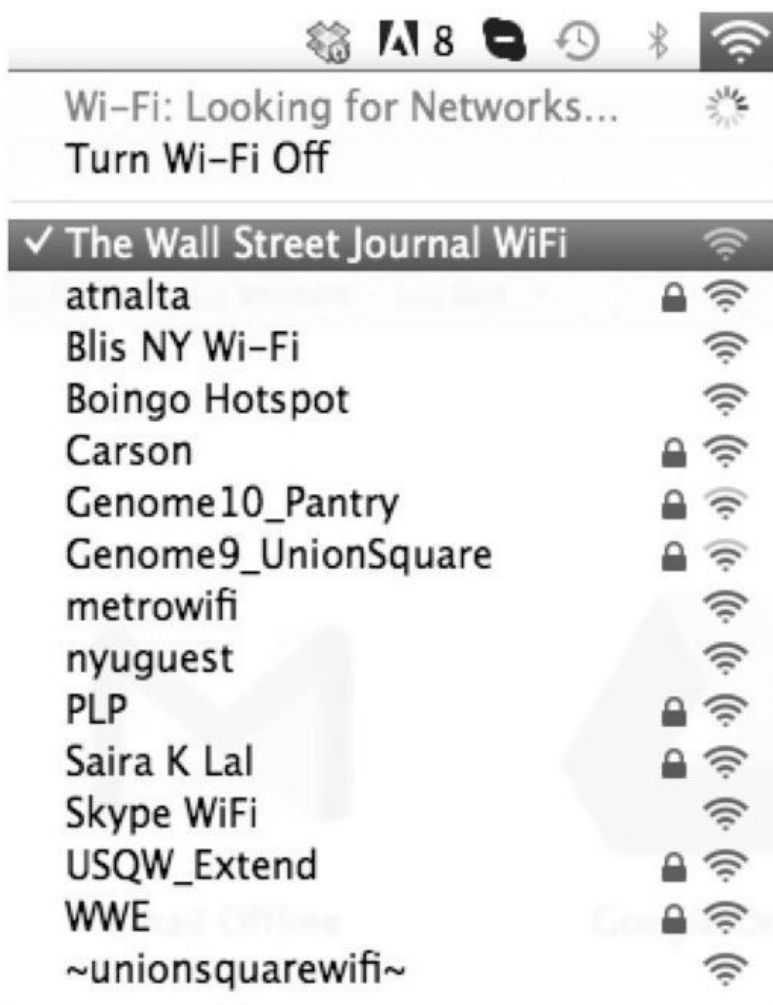 8
Wi-Fi: Looking for Networks...
Turn Wi-Fi Off
✓ The Wall Street Journal WiFi
atnalta
Blis NY Wi-Fi
Boingo Hotspot
Carson
Genome10_Pantry
Genome9_UnionSquare
metrowifi
nyuguest
PLP
Saira K Lal
Skype WiFi
USQW_Extend
WWE
~unionsquarewifi~